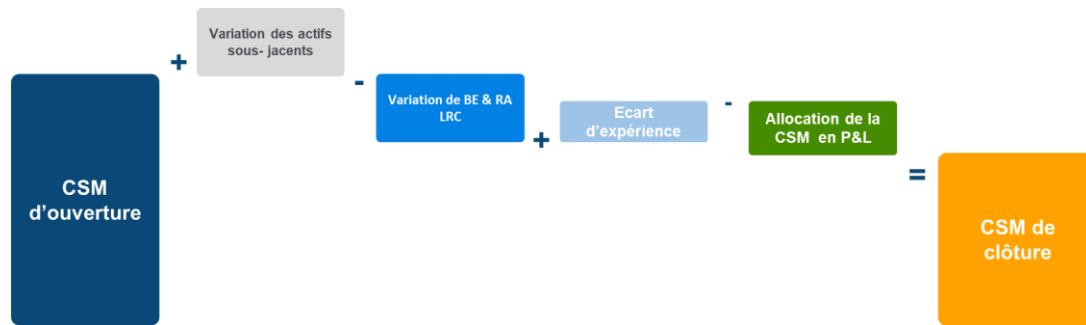 CSM
d'ouverture
+
Variation des actifs
sous- jacents
-
Variation de BE & RA
LRC
+
Ecart
d'expérience
-
Allocation de la
CSM en P&L
=
CSM de
clôture